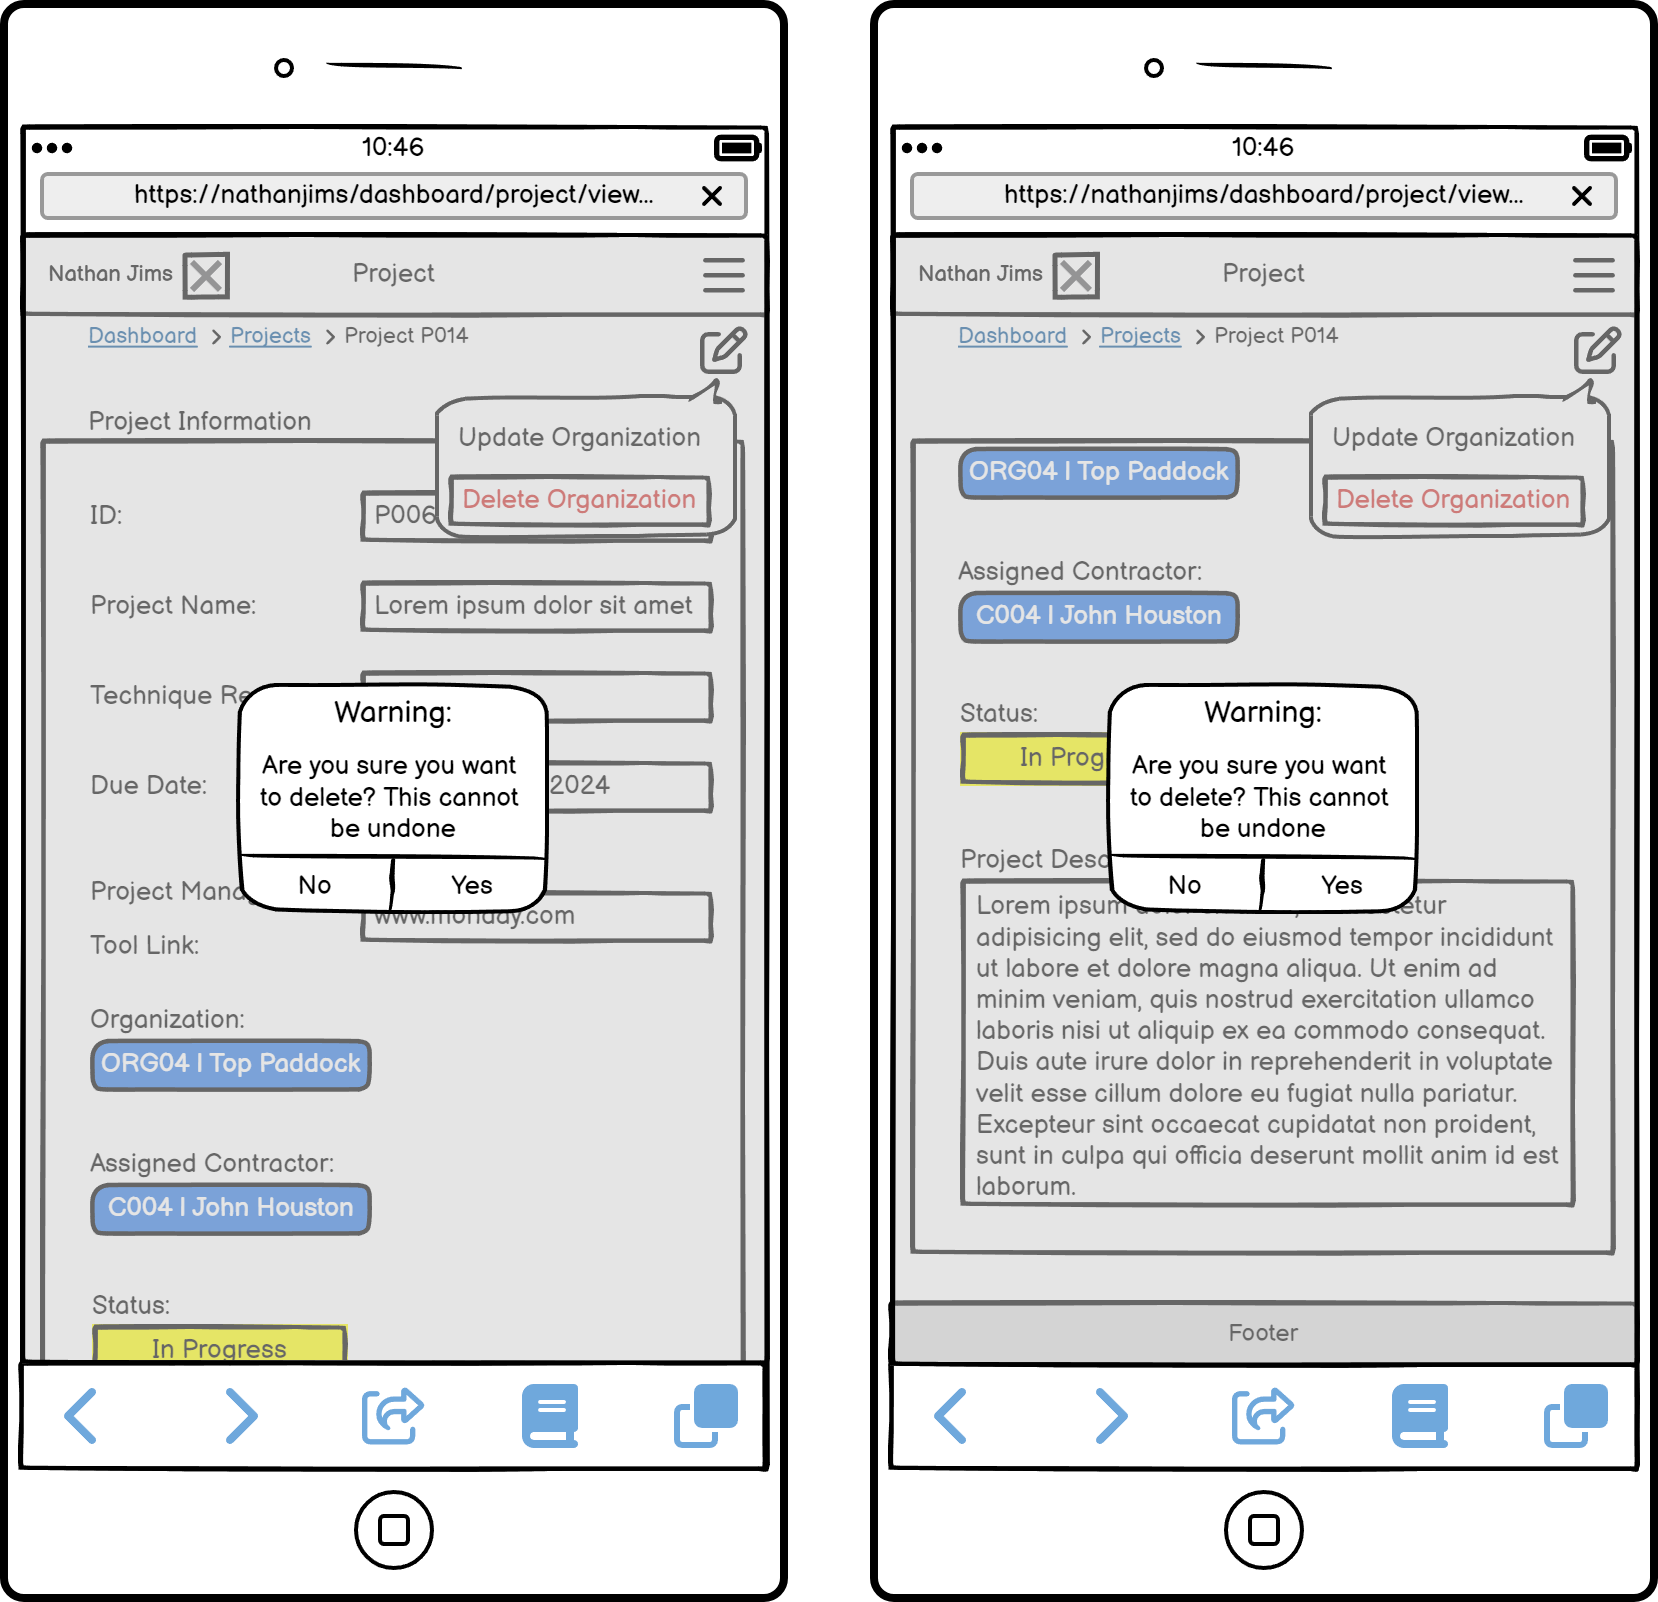 10:46
https://nathanjims/dashboard/project/view...
Nathan Jims
Project
Dashboard
Projects
Project P014
Project Information
Update Organization
Delete Organization
ID:
P006
Project Name:
Lorem ipsum dolor sit amet
Technique Re
Due Date:
2024
Warning:
Are you sure you want
to delete? This cannot
be undone
No
Yes
Project Mana
Tool Link:
www.monday.com
Organization:
ORG04 | Top Paddock
Assigned Contractor:
C004 | John Houston
Status:
In Progress
10:46
https://nathanjims/dashboard/project/view...
Nathan Jims
Project
Dashboard
Projects
Project P014
Update Organization
Delete Organization
ORG04 | Top Paddock
Assigned Contractor:
C004 | John Houston
Status:
In Prog
Warning:
Are you sure you want
to delete? This cannot
be undone
No
Yes
Project Desc
Lorem ipsum
adipisicing elit, sed do eiusmod tempor incididunt
ut labore et dolore magna aliqua. Ut enim ad
minim veniam, quis nostrud exercitation ullamco
laboris nisi ut aliquip ex ea commodo consequat.
Duis aute irure dolor in reprehenderit in voluptate
velit esse cillum dolore eu fugiat nulla pariatur.
Excepteur sint occaecat cupidatat non proident,
sunt in culpa qui officia deserunt mollit anim id est
laborum.
Footer